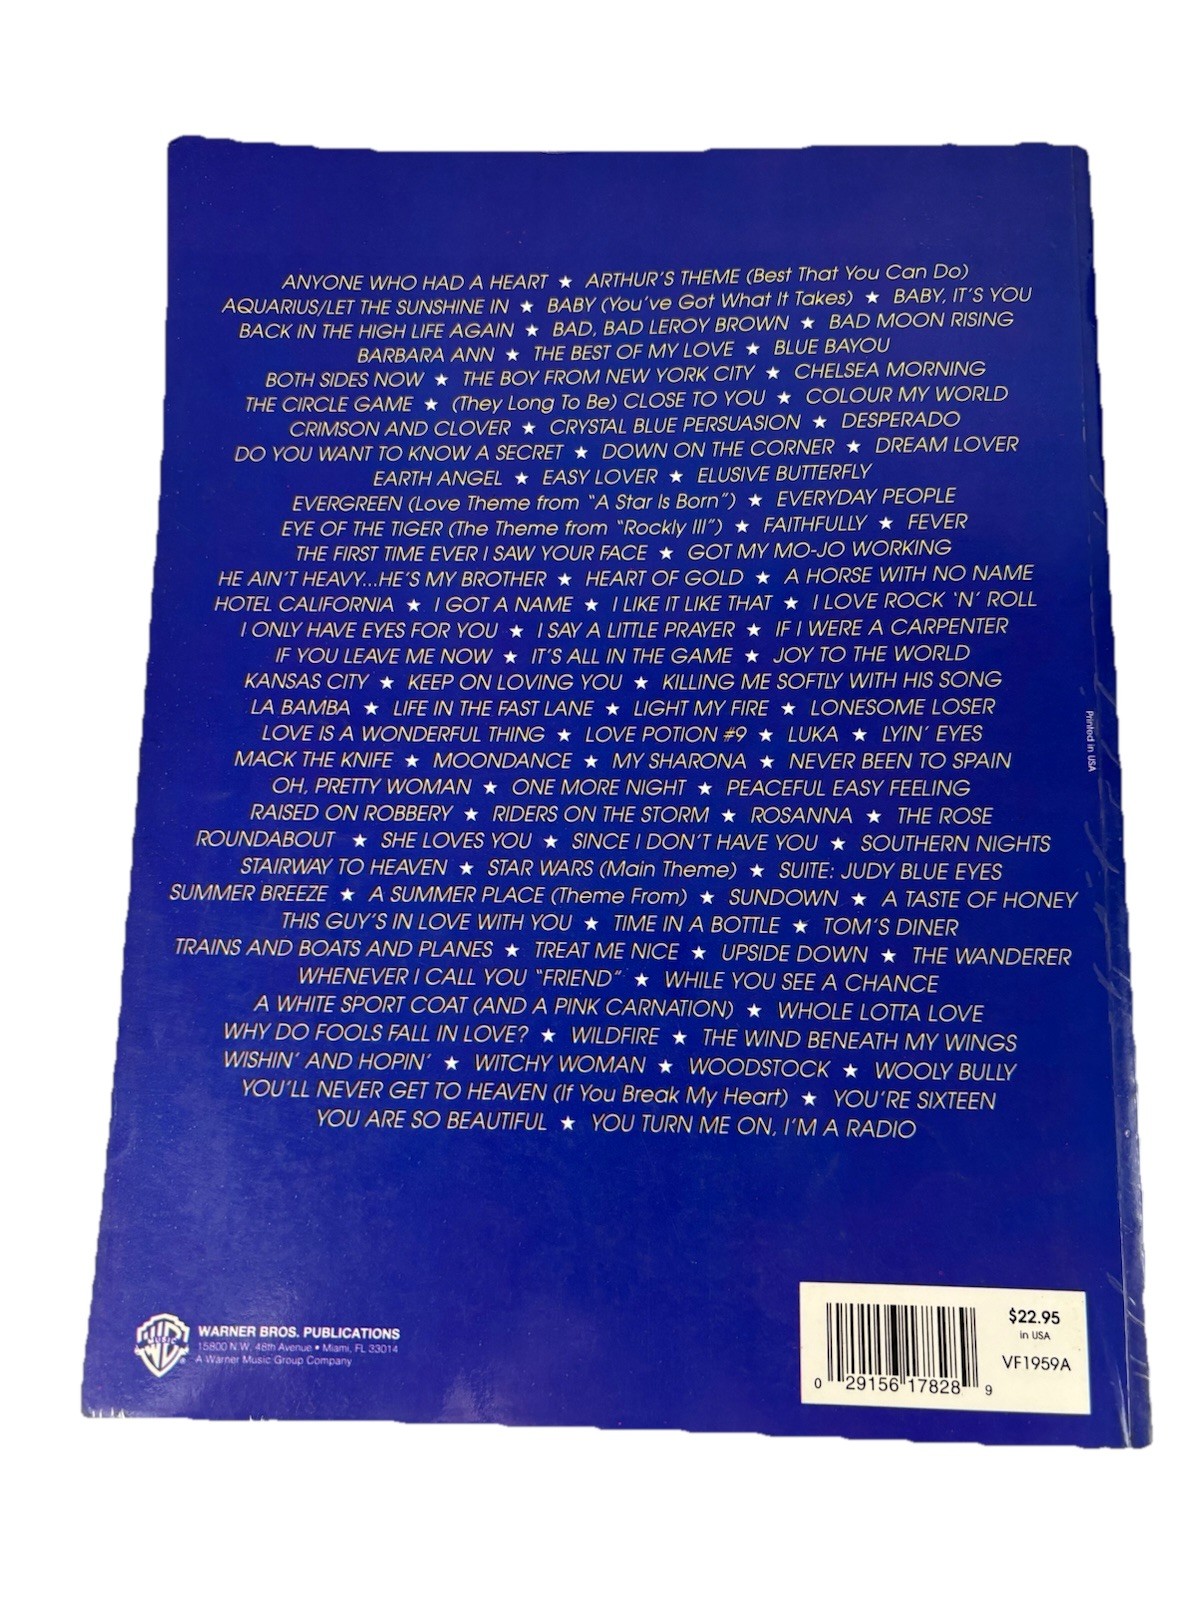 ANYONE WHO HAD A HEART ★ ARTHUR'S THEME (Best That You Can Do)
AQUARIUS/LET THE SUNSHINE IN ★ BABY (You've Got What It Takes) ★ BABY, IT'S YOU
BACK IN THE HIGH LIFE AGAIN ★ BAD, BAD LEROY BROWN ★ BAD MOON RISING
BARBARA ANN ★ THE BEST OF MY LOVE ★ BLUE BAYOU
BOTH SIDES NOW ★ THE BOY FROM NEW YORK CITY ★ CHELSEA MORNING
THE CIRCLE GAME ★ (They Long To Be) CLOSE TO YOU ★ COLOUR MY WORLD
CRIMSON AND CLOVER ★ CRYSTAL BLUE PERSUASION ★ DESPERADO
DO YOU WANT TO KNOW A SECRET ★ DOWN ON THE CORNER ★ DREAM LOVER
EARTH ANGEL ★ EASY LOVER ★ ELUSIVE BUTTERFLY
EVERGREEN (Love Theme from "A Star Is Born") ★ EVERYDAY PEOPLE
EYE OF THE TIGER (The Theme from "Rockly III") ★ FAITHFULLY ★ FEVER
THE FIRST TIME EVER I SAW YOUR FACE ★ GOT MY MO-JO WORKING
HE AIN'T HEAVY...HE'S MY BROTHER ★ HEART OF GOLD ★ A HORSE WITH NO NAME
HOTEL CALIFORNIA ★ I GOT A NAME ★ I LIKE IT LIKE THAT ★ I LOVE ROCK 'N' ROLL
I ONLY HAVE EYES FOR YOU ★ I SAY A LITTLE PRAYER ★ IF I WERE A CARPENTER
IF YOU LEAVE ME NOW ★ IT'S ALL IN THE GAME ★ JOY TO THE WORLD
KANSAS CITY ★ KEEP ON LOVING YOU ★ KILLING ME SOFTLY WITH HIS SONG
LA BAMBA ★ LIFE IN THE FAST LANE ★ LIGHT MY FIRE ★ LONESOME LOSER
LOVE IS A WONDERFUL THING ★ LOVE POTION #9 ★ LUKA ★ LYIN' EYES
MACK THE KNIFE ★ MOONDANCE ★ MY SHARONA ★ NEVER BEEN TO SPAIN
OH, PRETTY WOMAN ★ ONE MORE NIGHT ★ PEACEFUL EASY FEELING
RAISED ON ROBBERY ★ RIDERS ON THE STORM ★ ROSANNA ★ THE ROSE
ROUNDABOUT ★ SHE LOVES YOU ★ SINCE I DON'T HAVE YOU ★ SOUTHERN NIGHTS
STAIRWAY TO HEAVEN ★ STAR WARS (Main Theme) ★ SUITE: JUDY BLUE EYES
SUMMER BREEZE ★ A SUMMER PLACE (Theme From) ★ SUNDOWN ★ A TASTE OF HONEY
THIS GUY'S IN LOVE WITH YOU ★ TIME IN A BOTTLE ★ TOM'S DINER
TRAINS AND BOATS AND PLANES ★ TREAT ME NICE ★ UPSIDE DOWN ★ THE WANDERER
WHENEVER I CALL YOU "FRIEND" ★ WHILE YOU SEE A CHANCE
A WHITE SPORT COAT (AND A PINK CARNATION) ★ WHOLE LOTTA LOVE
WHY DO FOOLS FALL IN LOVE? ★ WILDFIRE ★ THE WIND BENEATH MY WINGS
WISHIN' AND HOPIN' ★ WITCHY WOMAN ★ WOODSTOCK ★ WOOLY BULLY
YOU'LL NEVER GET TO HEAVEN (If You Break My Heart) ★ YOU'RE SIXTEEN
YOU ARE SO BEAUTIFUL ★ YOU TURN ME ON, I'M A RADIO
Printed in USA
WB MUSIC ®
WARNER BROS. PUBLICATIONS
15800 N.W. 48th Avenue • Miami, FL 33014
A Warner Music Group Company
$22.95
in USA
VF1959A
0 29156 17828 9